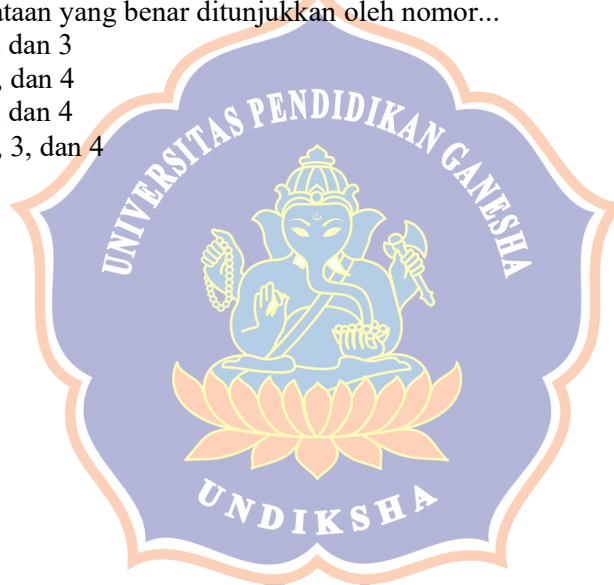 ataan yang benar ditunjukkan oleh nomor...
dan 3
, dan 4
dan 4
, 3, dan 4
UNIVERSITAS PENDIDIKAN GANESHA
UNDIKSHA